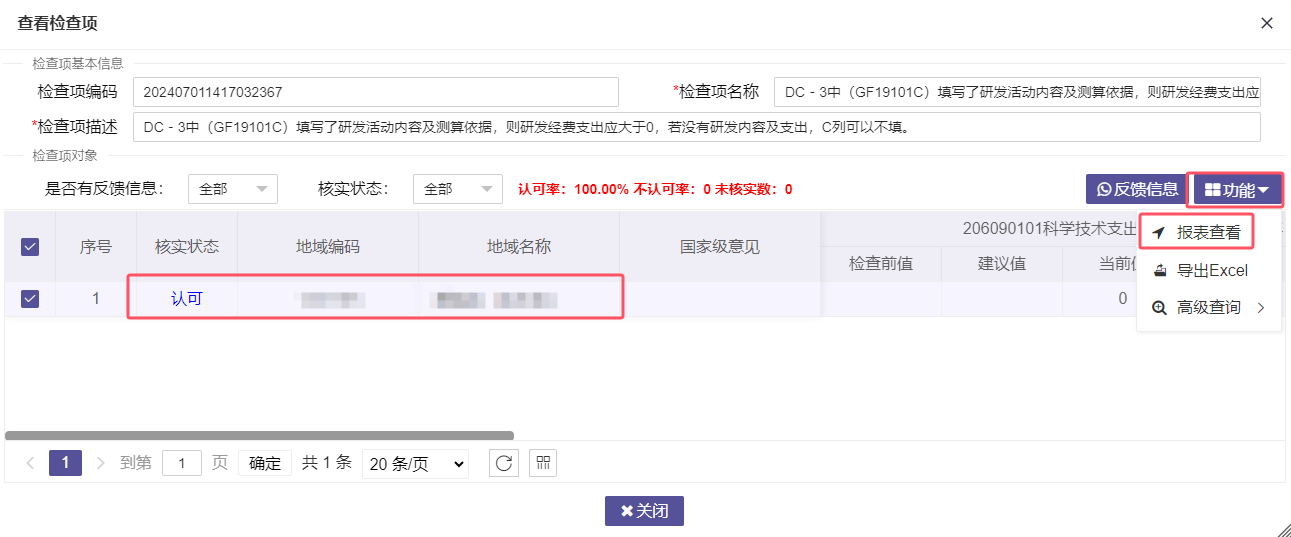 查看检查项
检查项基本信息
检查项编码 202407011417032367 *检查项名称 DC - 3中（GF19101C）填写了研发活动内容及测算依据，则研发经费支出应
*检查项描述 DC - 3中（GF19101C）填写了研发活动内容及测算依据，则研发经费支出应大于0，若没有研发内容及支出，C列可以不填。
检查项对象
是否有反馈信息： 全部 核实状态： 全部 认可率：100.00% 不认可率：0 未核实数：0 反馈信息 功能
序号 核实状态 地域编码 地域名称 国家级意见 206090101科学技术支出
检查前值 建议值 当前
1 认可 0
报表查看
导出Excel
高级查询
1 到第 1 页 确定 共 1 条 20 条/页
关闭